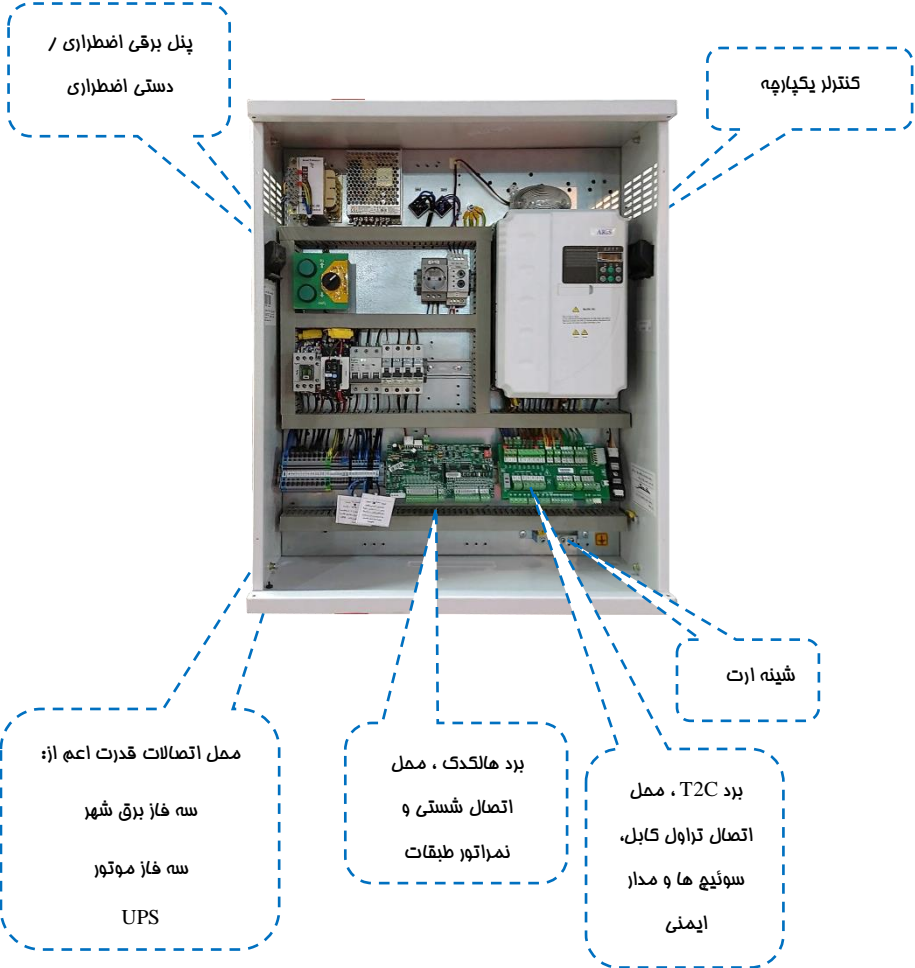 پنل برقی اضطراری /
دستی اضطراری
کنترلر یکپارچه
شینه ارت
محل اتصالات قدرت اعم از:
سه فاز برق شهر
سه فاز موتور
UPS
برد هالکدک ، محل
اتصال شستی و
نمراتور طبقات
برد T2C ، محل
اتصال تراول کابل،
سوئیچ ها و مدار
ایمنی